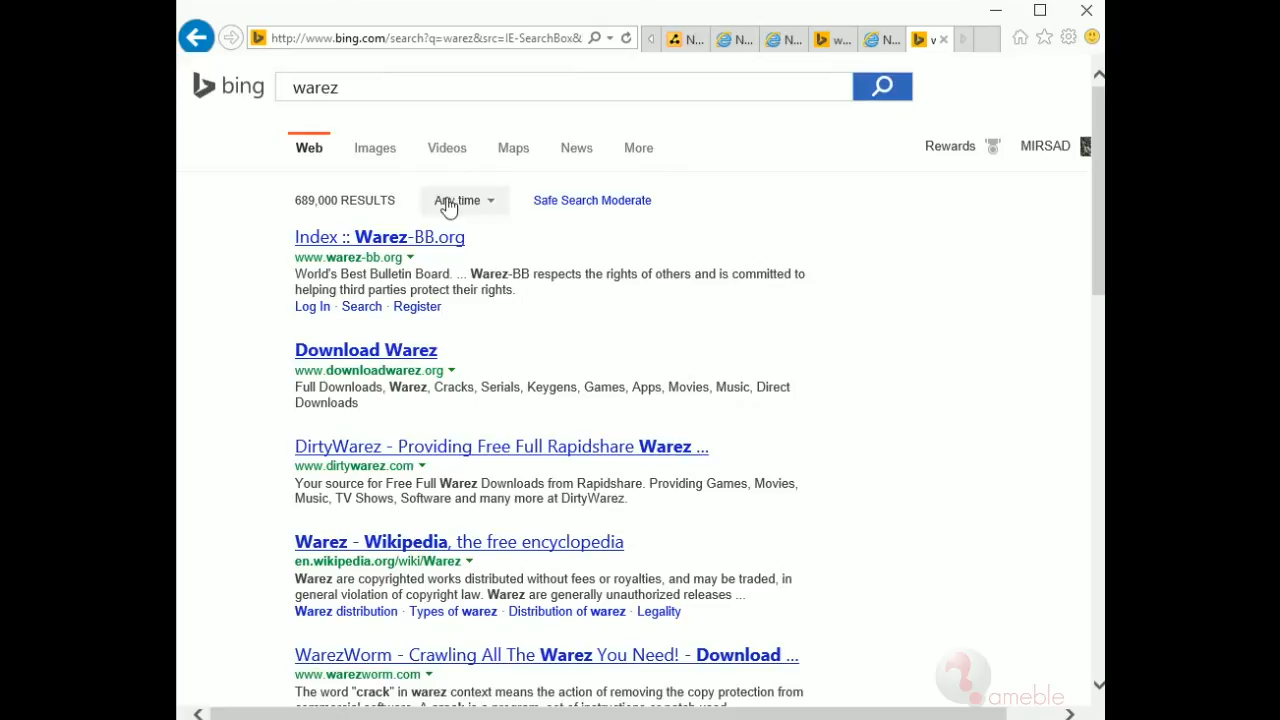 http://www.bing.com/search?q=warez&src=IE-SearchBox&
N...
N...
N...
w...
N...
v
bing
warez
Web
Images
Videos
Maps
News
More
Rewards
MIRSAD
689,000 RESULTS
Any time
Safe Search Moderate
Index :: Warez-BB.org
www.warez-bb.org
World's Best Bulletin Board. ... Warez-BB respects the rights of others and is committed to
helping third parties protect their rights.
Log In · Search · Register
Download Warez
www.downloadwarez.org
Full Downloads, Warez, Cracks, Serials, Keygens, Games, Apps, Movies, Music, Direct
Downloads
DirtyWarez - Providing Free Full Rapidshare Warez ...
www.dirtywarez.com
Your source for Free Full Warez Downloads from Rapidshare. Providing Games, Movies,
Music, TV Shows, Software and many more at DirtyWarez.
Warez - Wikipedia, the free encyclopedia
en.wikipedia.org/wiki/Warez
Warez are copyrighted works distributed without fees or royalties, and may be traded, in
general violation of copyright law. Warez are generally unauthorized releases ...
Warez distribution · Types of warez · Distribution of warez · Legality
WarezWorm - Crawling All The Warez You Need! - Download ...
www.warezworm.com
The word "crack" in warez context means the action of removing the copy protection from
ameble